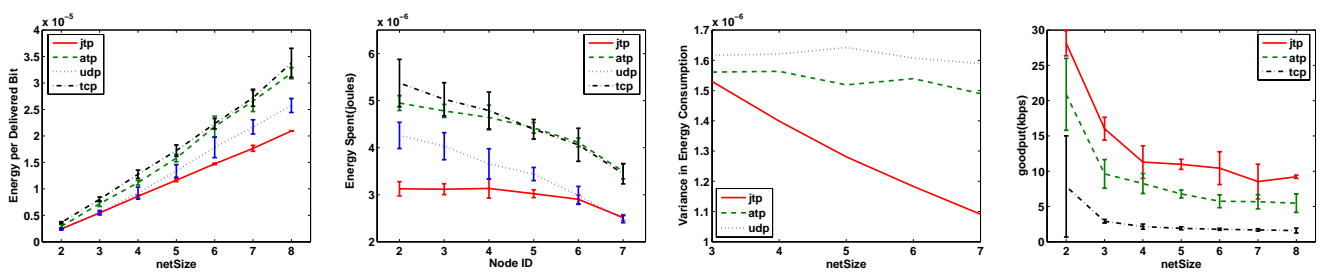 x 10⁻⁵
4
3.5
3
2.5
2
1.5
1
0.5
0
2 3 4 5 6 7 8
netSize
Energy per Delivered Bit
jtp
atp
udp
tcp
x 10⁻⁶
6
5
4
3
2
2 3 4 5 6 7
Node ID
Energy Spent(joules)
jtp
atp
udp
tcp
x 10⁻⁶
1.7
1.6
1.5
1.4
1.3
1.2
1.1
1
3 4 5 6 7
netSize
Variance in Energy Consumption
jtp
atp
udp
30
25
20
15
10
5
0
2 3 4 5 6 7 8
netSize
goodput(kbps)
jtp
atp
tcp